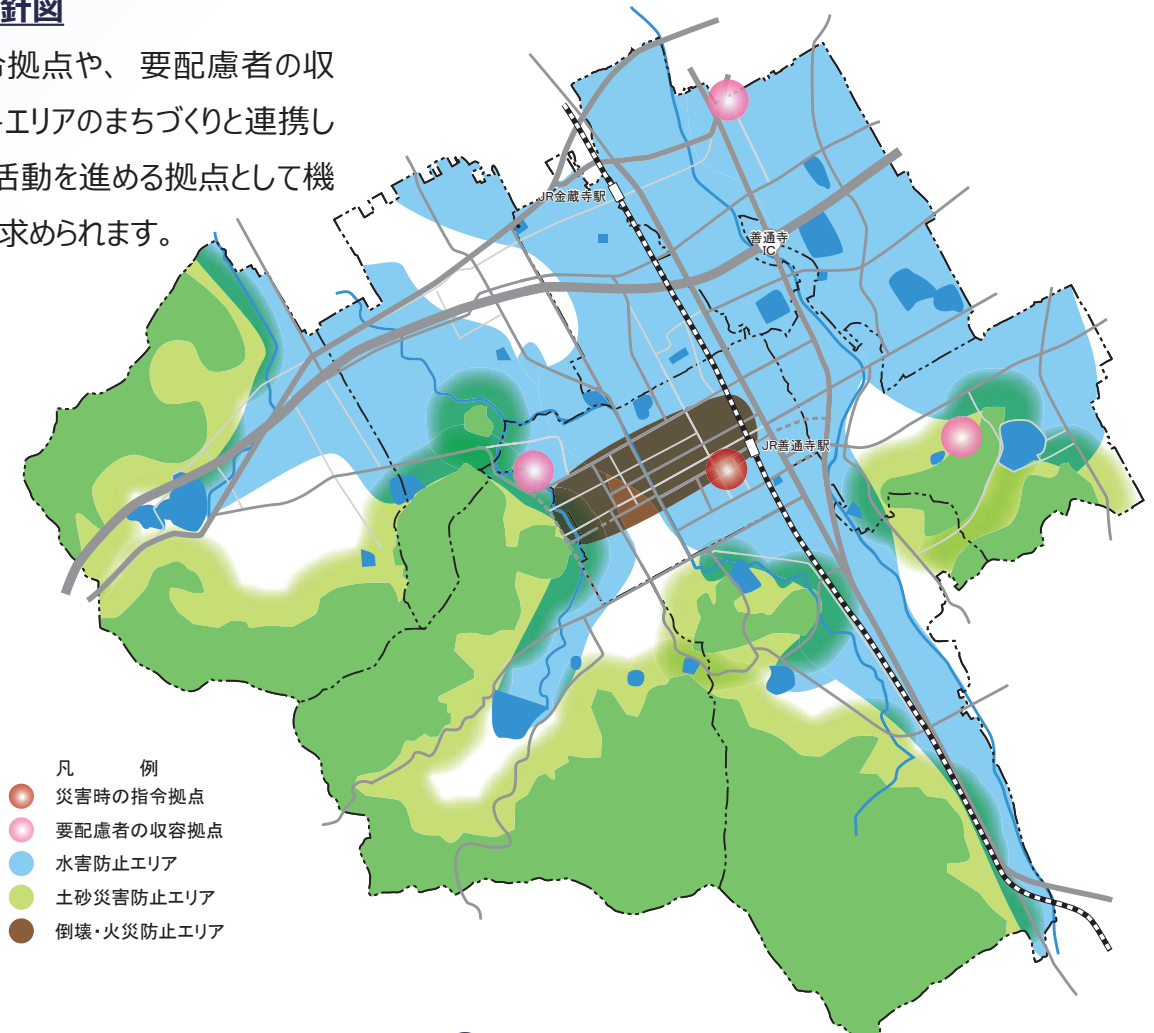 針図
拠点や、 要配慮者の収
エリアのまちづくりと連携し
活動を進める拠点として機
求められます。
JR金蔵寺駅
善通寺
IC
JR善通寺駅
凡 例
災害時の指令拠点
要配慮者の収容拠点
水害防止エリア
土砂災害防止エリア
倒壊・火災防止エリア